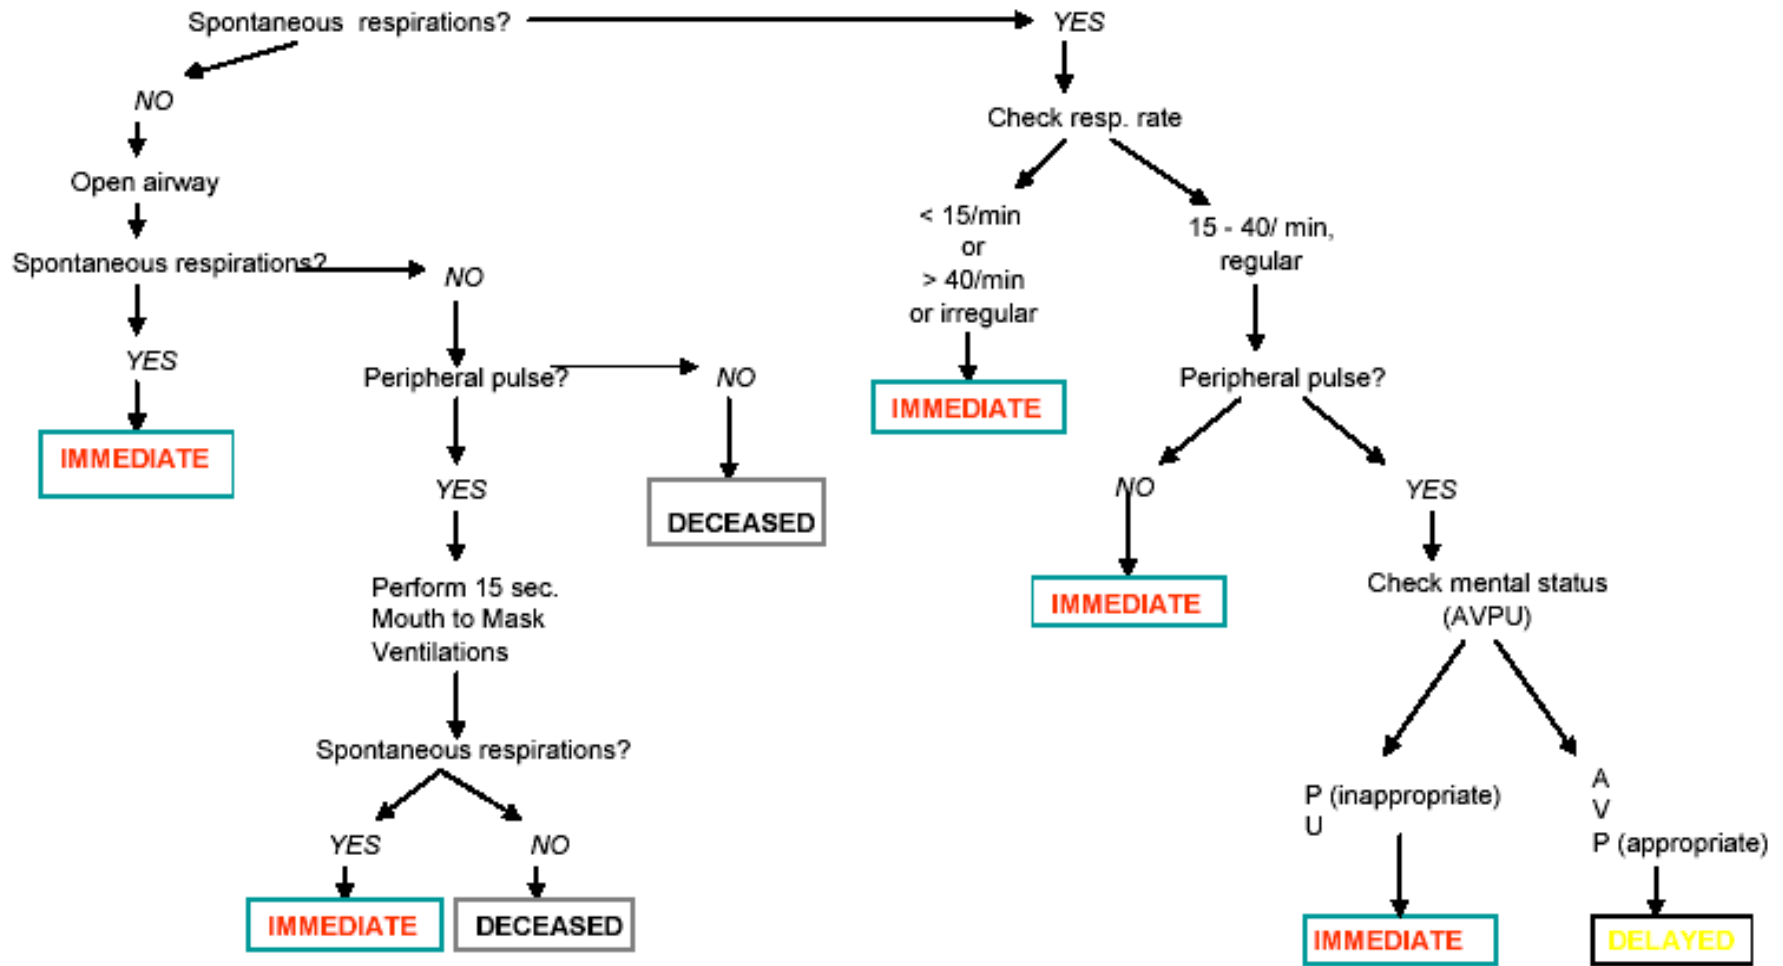 Spontaneous respirations?
YES
NO
Check resp. rate
Open airway
< 15/min
or
> 40/min
or irregular
15 - 40/ min,
regular
Spontaneous respirations?
NO
YES
IMMEDIATE
Peripheral pulse?
NO
DECEASED
YES
Perform 15 sec.
Mouth to Mask
Ventilations
Spontaneous respirations?
YES
NO
IMMEDIATE
DECEASED
IMMEDIATE
Peripheral pulse?
NO
YES
IMMEDIATE
Check mental status
(AVPU)
P (inappropriate)
U
A
V
P (appropriate)
IMMEDIATE
DELAYED